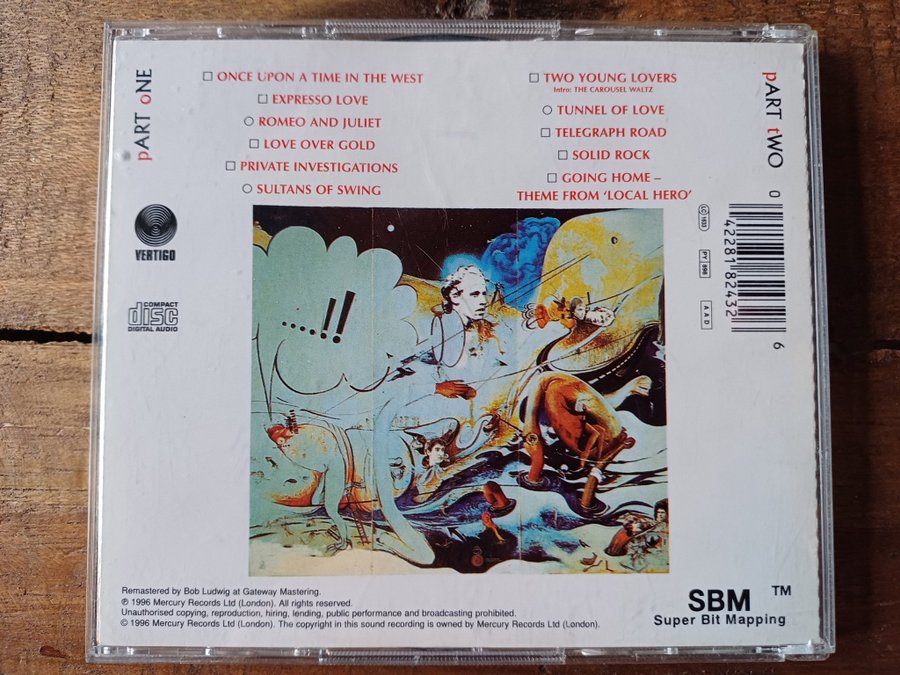 pART oNE
ONCE UPON A TIME IN THE WEST
EXPRESSO LOVE
ROMEO AND JULIET
LOVE OVER GOLD
PRIVATE INVESTIGATIONS
SULTANS OF SWING
TWO YOUNG LOVERS
Intro: THE CAROUSEL WALTZ
TUNNEL OF LOVE
TELEGRAPH ROAD
SOLID ROCK
GOING HOME –
THEME FROM ‘LOCAL HERO’
pART tWO
VERTIGO
COMPACT
disc
DIGITAL AUDIO
....!!
0 42281 82432 6
LC 1633
PY 898
AAD
Remastered by Bob Ludwig at Gateway Mastering.
℗ 1996 Mercury Records Ltd (London). All rights reserved.
Unauthorised copying, reproduction, hiring, lending, public performance and broadcasting prohibited.
© 1996 Mercury Records Ltd (London). The copyright in this sound recording is owned by Mercury Records Ltd (London).
SBM ™
Super Bit Mapping